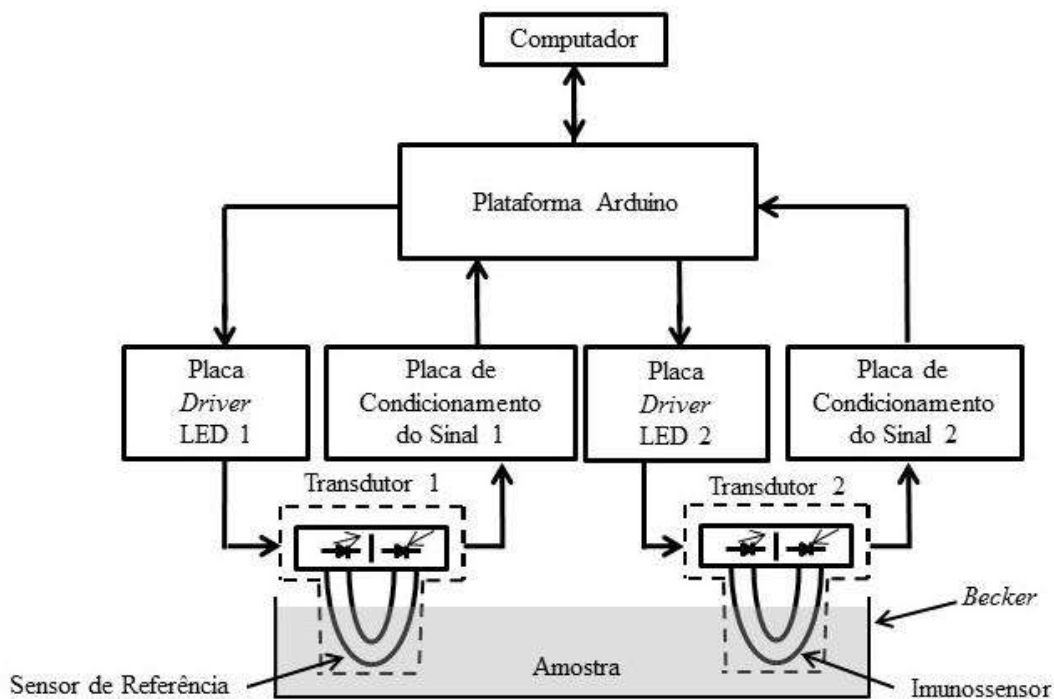 Computador
Plataforma Arduino
Placa
Driver
LED 1
Placa de
Condicionamento
do Sinal 1
Placa
Driver
LED 2
Placa de
Condicionamento
do Sinal 2
Transdutor 1
Transdutor 2
Becker
Amostra
Sensor de Referência
Imunossensor